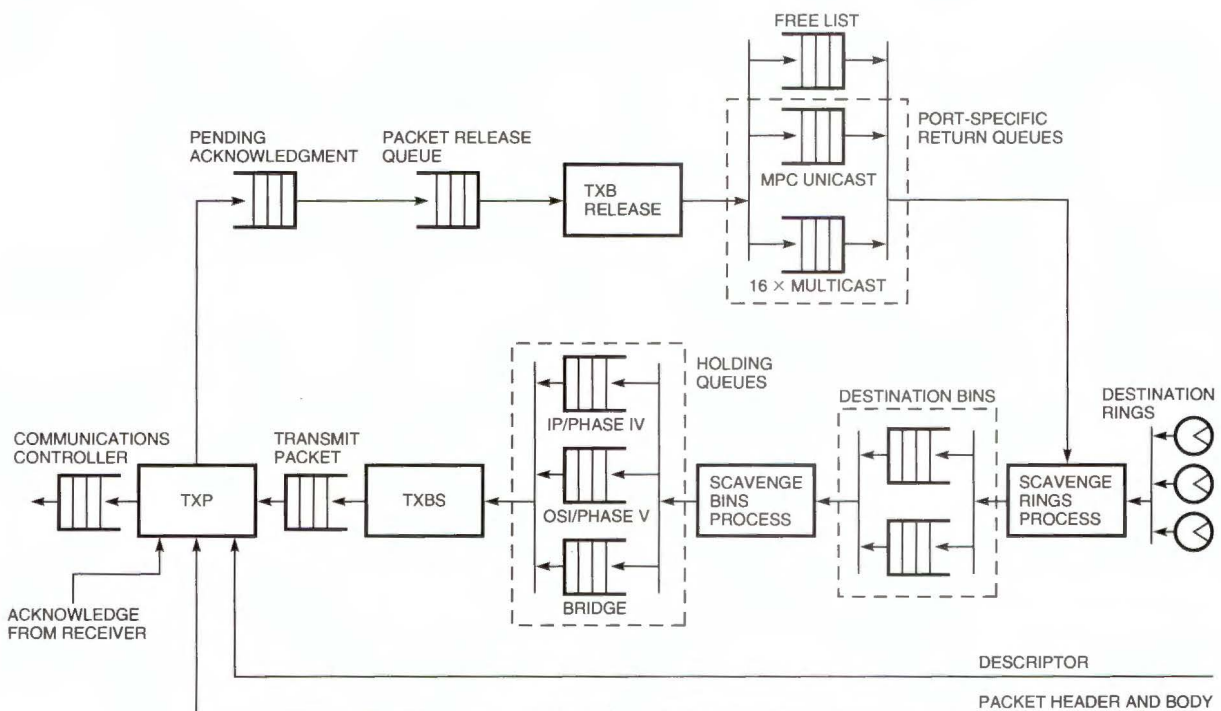 FREE LIST
PORT-SPECIFIC
RETURN QUEUES
PENDING
ACKNOWLEDGMENT
PACKET RELEASE
QUEUE
TXB
RELEASE
MPC UNICAST
16 × MULTICAST
HOLDING
QUEUES
DESTINATION BINS
DESTINATION
RINGS
IP/PHASE IV
COMMUNICATIONS
CONTROLLER
TRANSMIT
PACKET
TXP
TXBS
OSI/PHASE V
SCAVENGE
BINS
PROCESS
SCAVENGE
RINGS
PROCESS
BRIDGE
ACKNOWLEDGE
FROM RECEIVER
DESCRIPTOR
PACKET HEADER AND BODY